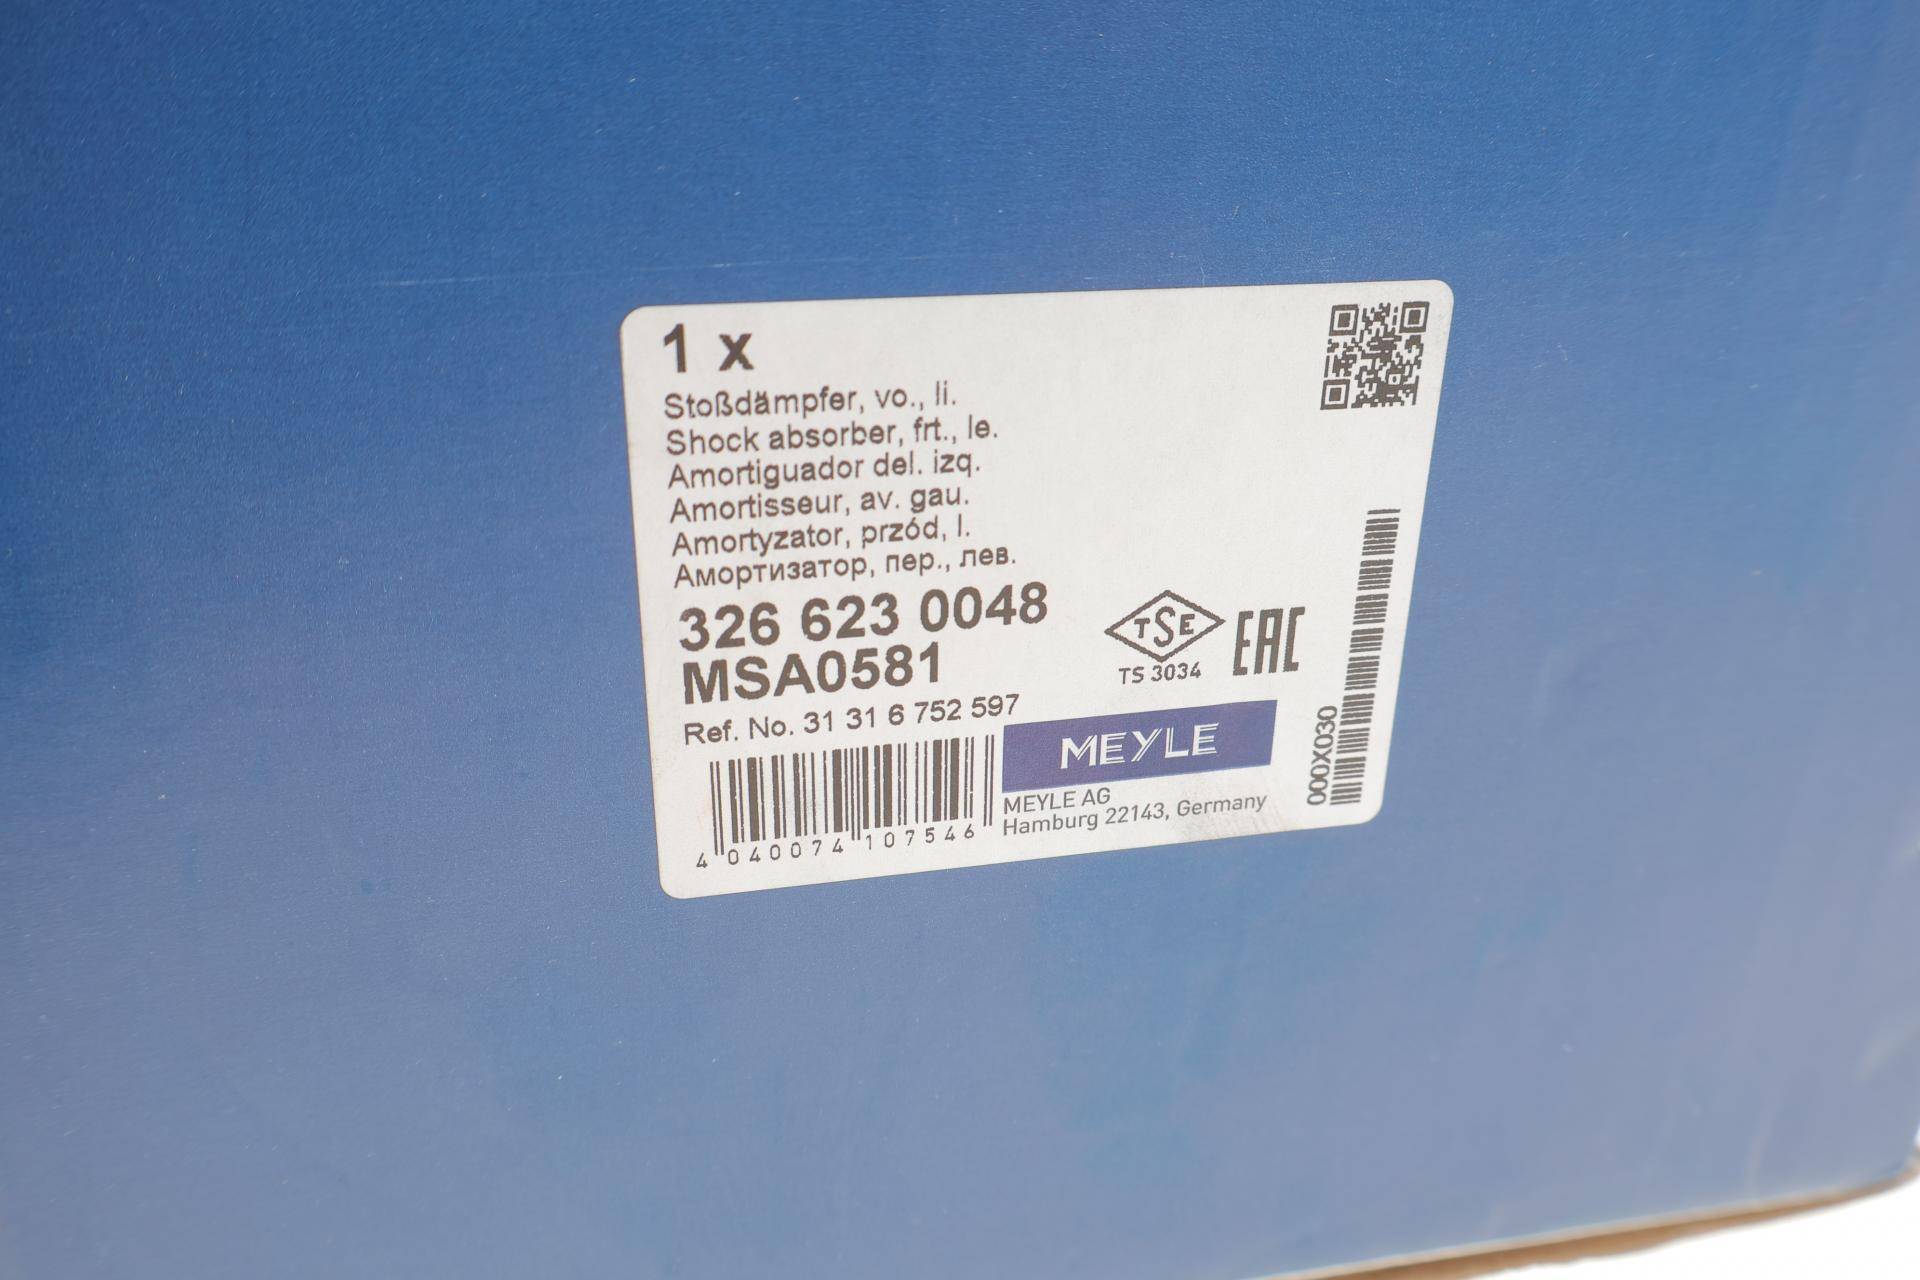 1 x
Stoßdämpfer, vo., li.
Shock absorber, frt., le.
Amortiguador del. izq.
Amortisseur, av. gau.
Amortyzator, przód, l.
Амортизатор, пер., лев.
326 623 0048
MSA0581
Ref. No. 31 31 6 752 597
TSE
TS 3034
EAC
MEYLE
MEYLE AG
Hamburg 22143, Germany
4 040074 107546
000X030